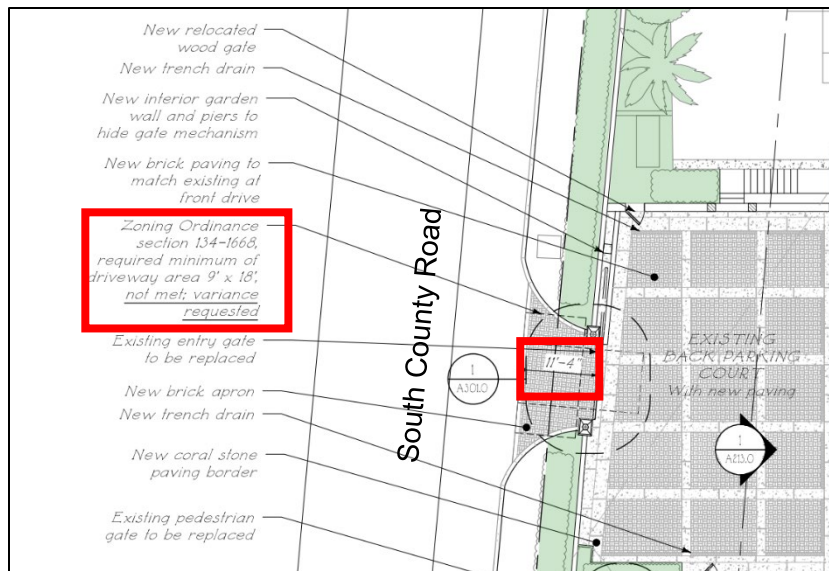 New relocated
wood gate
New trench drain
New interior garden
wall and piers to
hide gate mechanism
New brick paving to
match existing at
front drive
Zoning Ordinance
section 134-1668,
required minimum of
driveway area 9' x 18',
not met; variance
requested
Existing entry gate
to be replaced
New brick apron
New trench drain
New coral stone
paving border
Existing pedestrian
gate to be replaced
South County Road
1
A301.0
11'-4"
EXISTING
BACK PARKING
COURT
With new paving
1
A213.0